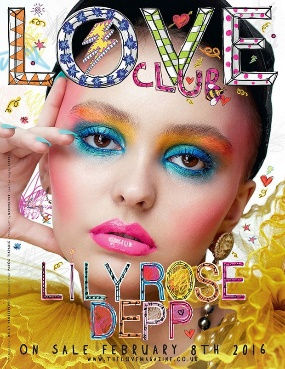 LOVE
CLUB
LILY ROSE
DEPP
ON SALE FEBRUARY 8TH 2016
WWW.THELOVEMAGAZINE.CO.UK